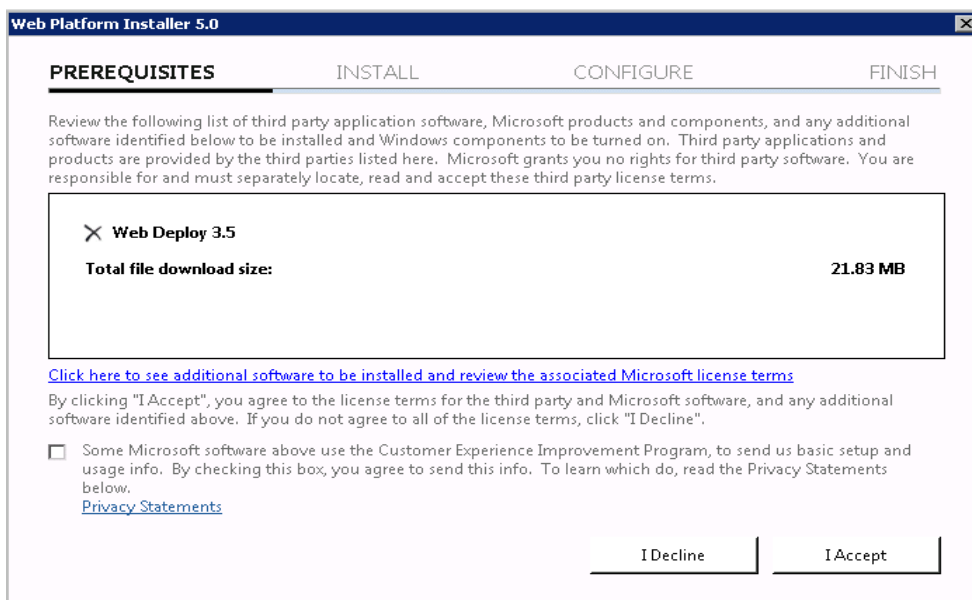 Web Platform Installer 5.0
PREREQUISITES INSTALL CONFIGURE FINISH
Review the following list of third party application software, Microsoft products and components, and any additional
software identified below to be installed and Windows components to be turned on. Third party applications and
products are provided by the third parties listed here. Microsoft grants you no rights for third party software. You are
responsible for and must separately locate, read and accept these third party license terms.
Web Deploy 3.5
Total file download size: 21.83 MB
Click here to see additional software to be installed and review the associated Microsoft license terms
By clicking "I Accept", you agree to the license terms for the third party and Microsoft software, and any additional
software identified above. If you do not agree to all of the license terms, click "I Decline".
Some Microsoft software above use the Customer Experience Improvement Program, to send us basic setup and
usage info. By checking this box, you agree to send this info. To learn which do, read the Privacy Statements
below.
Privacy Statements
I Decline I Accept